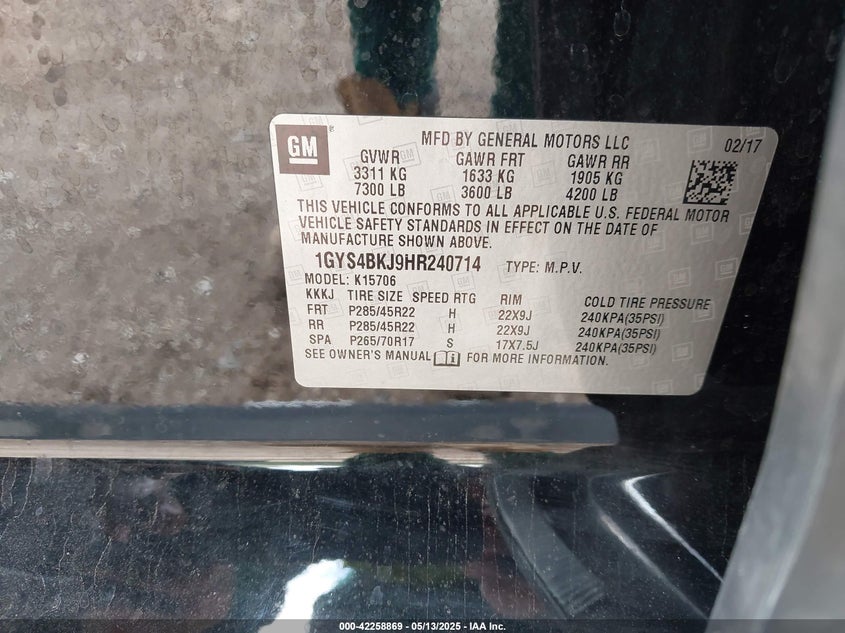 GM
MFD BY GENERAL MOTORS LLC 02/17
GVWR GAWR FRT GAWR RR
3311 KG 1633 KG 1905 KG
7300 LB 3600 LB 4200 LB
THIS VEHICLE CONFORMS TO ALL APPLICABLE U.S. FEDERAL MOTOR
VEHICLE SAFETY STANDARDS IN EFFECT ON THE DATE OF
MANUFACTURE SHOWN ABOVE.
1GYS4BKJ9HR240714 TYPE: M.P.V.
MODEL: K15706
KKKJ TIRE SIZE SPEED RTG RIM COLD TIRE PRESSURE
FRT P285/45R22 H 22X9J 240KPA(35PSI)
RR P285/45R22 H 22X9J 240KPA(35PSI)
SPA P265/70R17 S 17X7.5J 240KPA(35PSI)
SEE OWNER'S MANUAL FOR MORE INFORMATION.
000-42258869 - 05/13/2025 - IAA Inc.